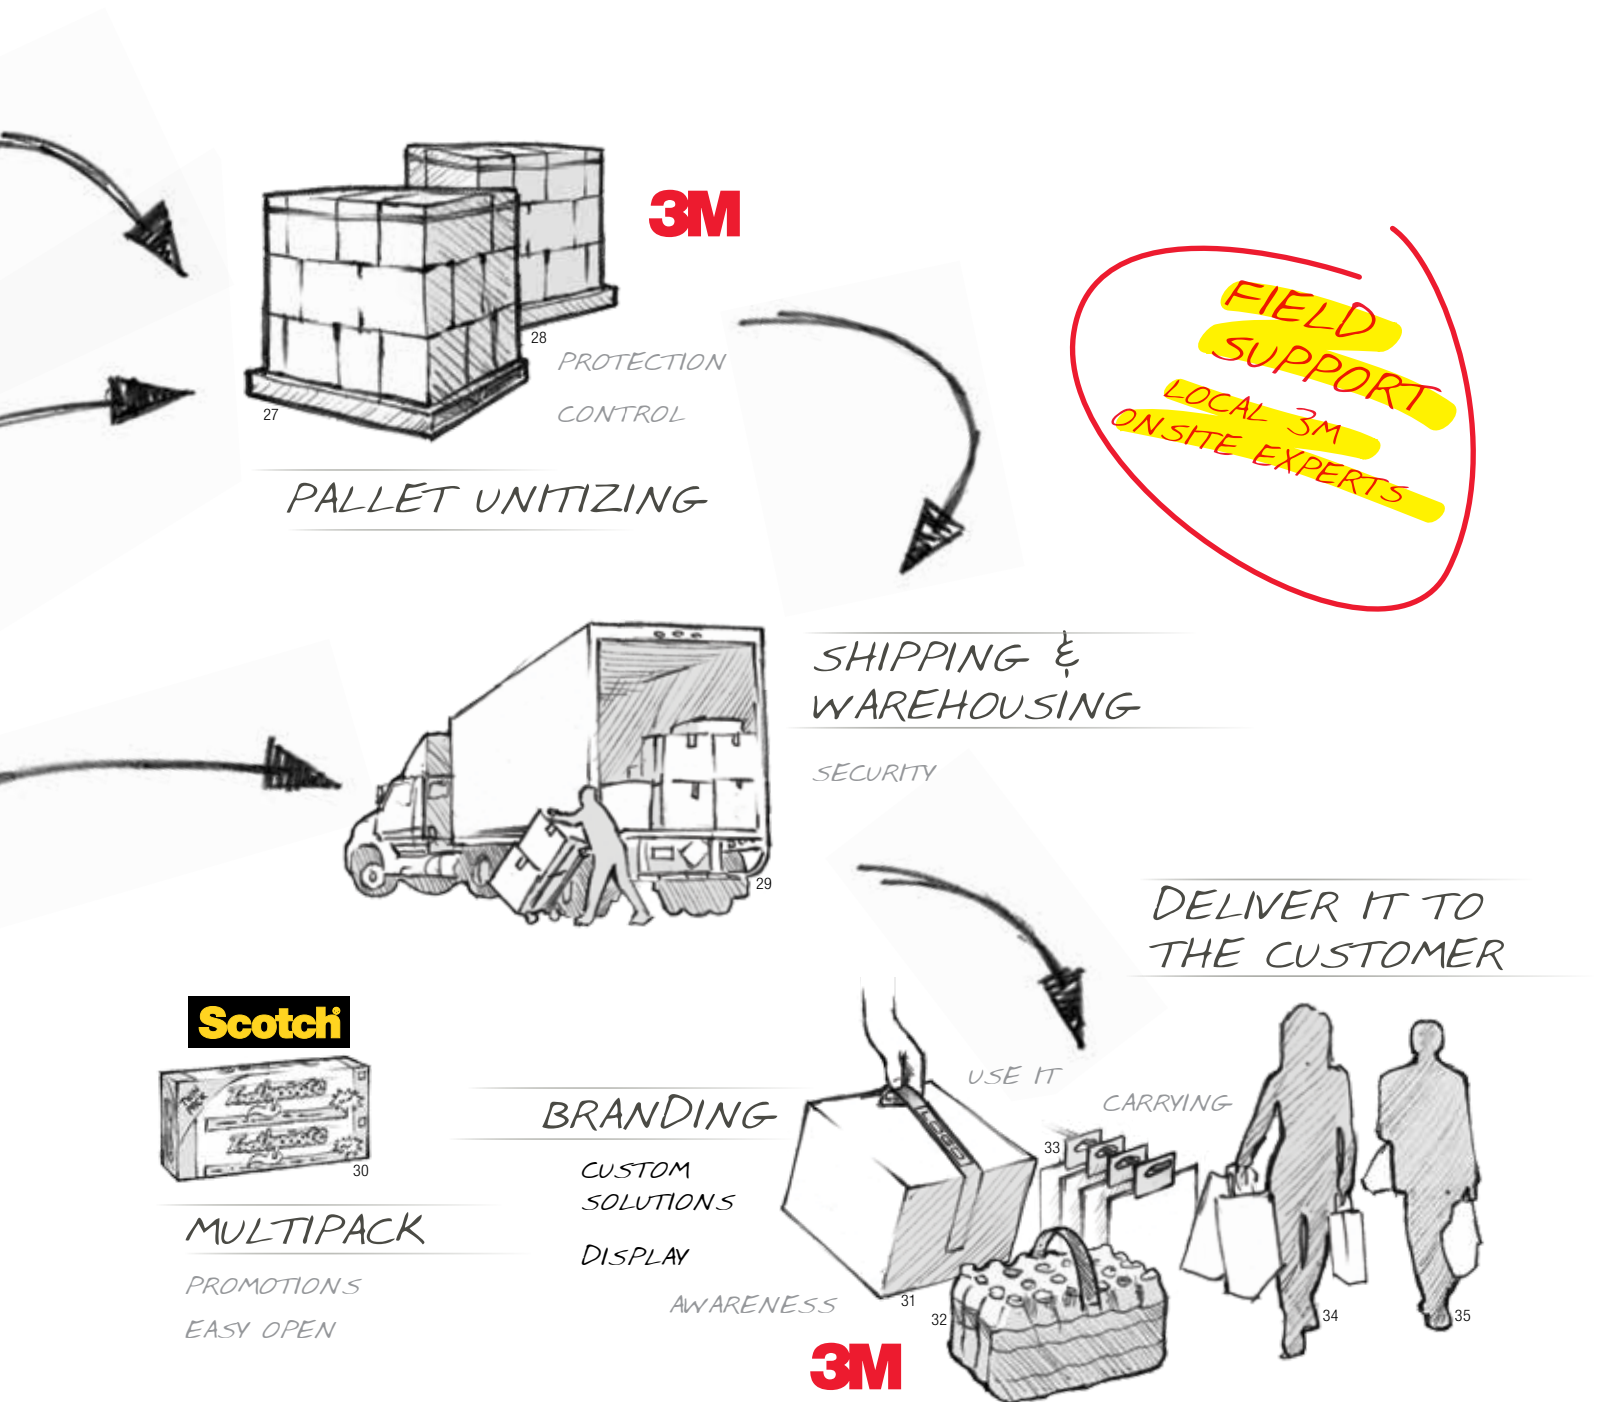 3M
FIELD
SUPPORT
LOCAL 3M
ONSITE EXPERTS
28
PROTECTION
27
CONTROL
PALLET UNITIZING
SHIPPING &
WAREHOUSING
SECURITY
29
DELIVER IT TO
THE CUSTOMER
Scotch
USE IT
CARRYING
BRANDING
33
LOGO
30
CUSTOM
SOLUTIONS
MULTIPACK
DISPLAY
PROMOTIONS
AWARENESS
31
32
34
35
EASY OPEN
3M